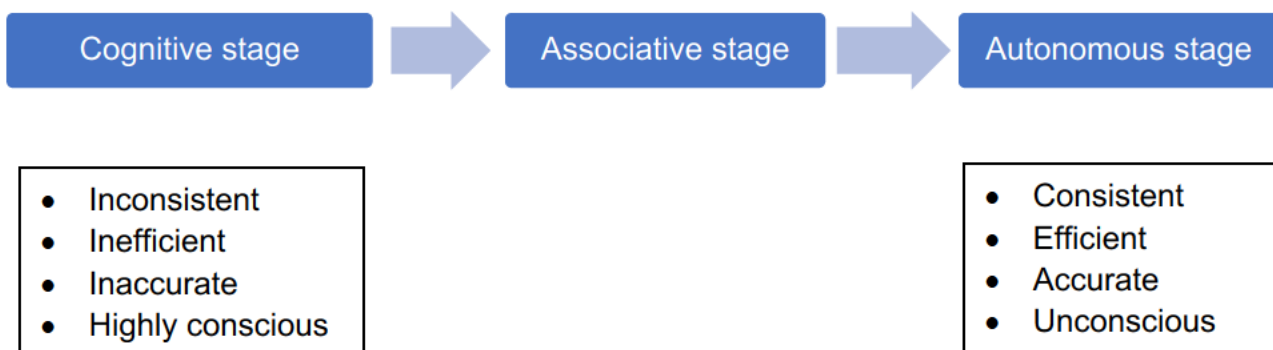 Cognitive stage
Associative stage
Autonomous stage
• Inconsistent
• Inefficient
• Inaccurate
• Highly conscious
• Consistent
• Efficient
• Accurate
• Unconscious